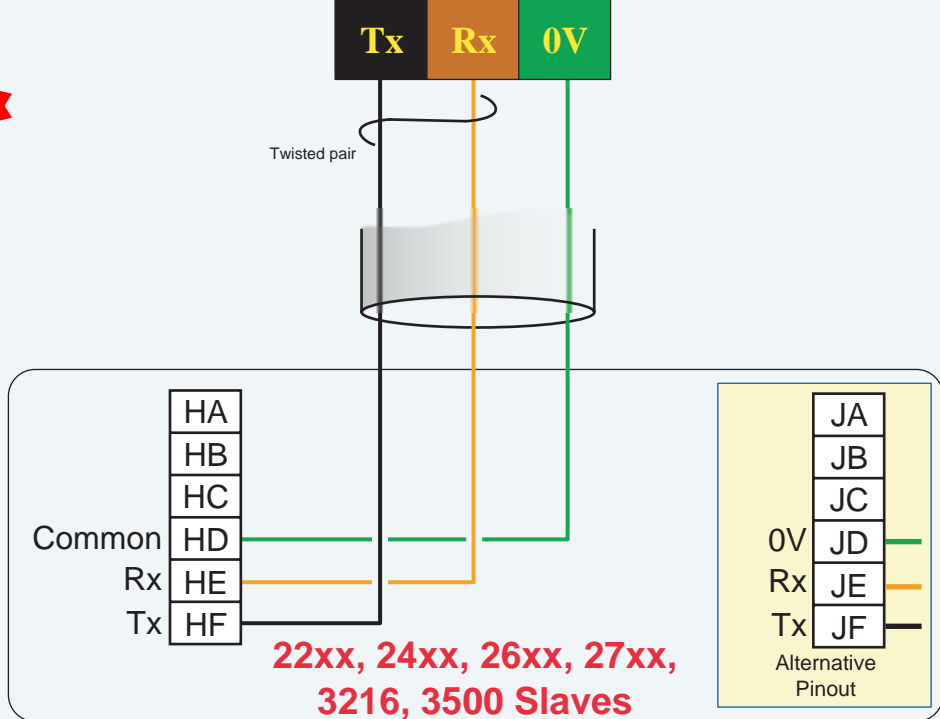 Tx Rx 0V
Twisted pair
HA
HB
HC
Common HD
Rx HE
Tx HF
JA
JB
JC
0V JD
Rx JE
Tx JF
Alternative
Pinout
22xx, 24xx, 26xx, 27xx,
3216, 3500 Slaves